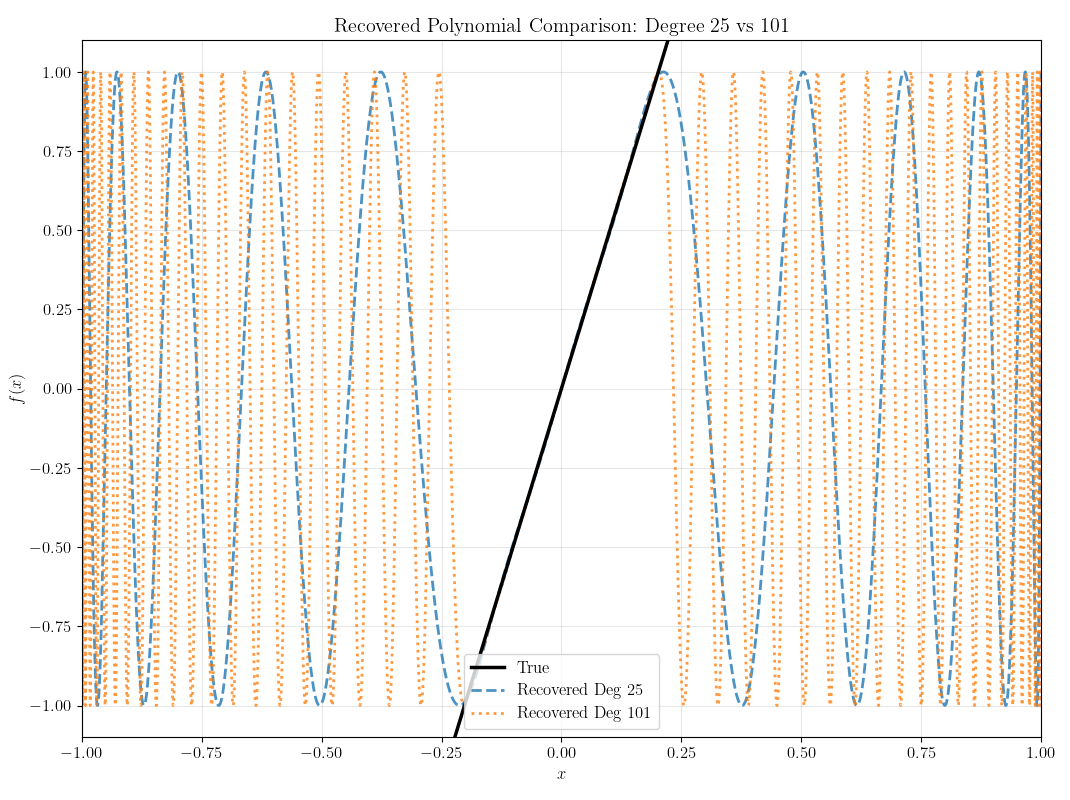 Recovered Polynomial Comparison: Degree 25 vs 101
1.00
0.75
0.50
0.25
0.00
−0.25
−0.50
−0.75
−1.00
f(x)
True
Recovered Deg 25
Recovered Deg 101
−1.00 −0.75 −0.50 −0.25 0.00 0.25 0.50 0.75 1.00
x